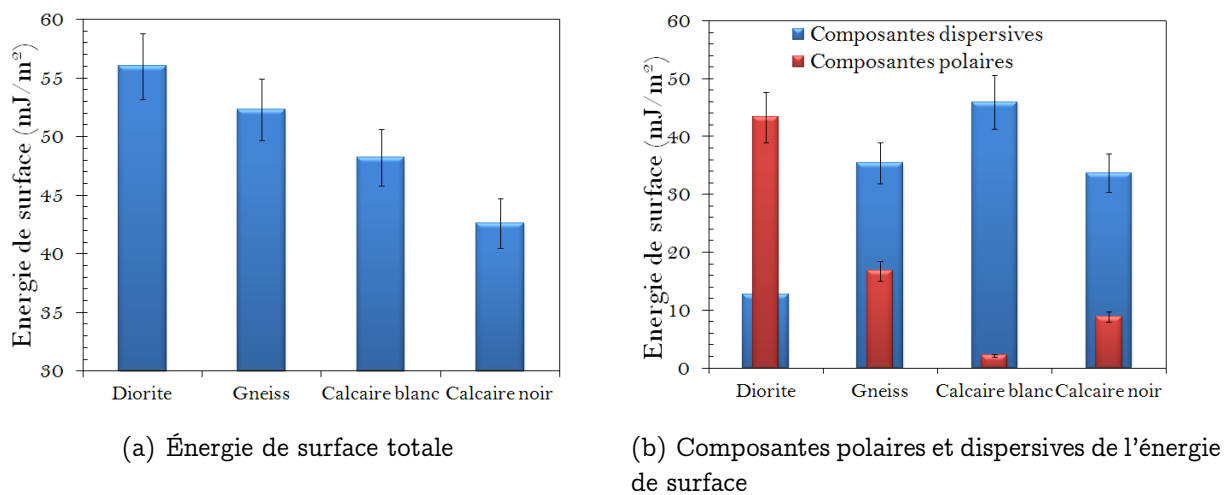 Energie de surface (mJ/m²)
60
55
50
45
40
35
30
Diorite
Gneiss
Calcaire blanc
Calcaire noir
(a) Énergie de surface totale
Energie de surface (mJ/m²)
60
50
40
30
20
10
0
Composantes dispersives
Composantes polaires
Diorite
Gneiss
Calcaire blanc
Calcaire noir
(b) Composantes polaires et dispersives de l'énergie
de surface